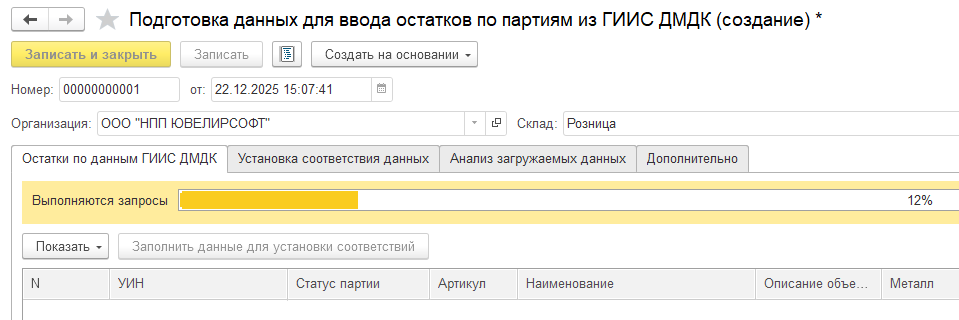 Подготовка данных для ввода остатков по партиям из ГИИС ДМДК (создание) *
Записать и закрыть Записать Создать на основании
Номер: 00000000001 от: 22.12.2025 15:07:41
Организация: ООО "НПП ЮВЕЛИРСОФТ" Склад: Розница
Остатки по данным ГИИС ДМДК Установка соответствия данных Анализ загружаемых данных Дополнительно
Выполняются запросы 12%
Показать Заполнить данные для установки соответствий
N УИН Статус партии Артикул Наименование Описание объе... Металл